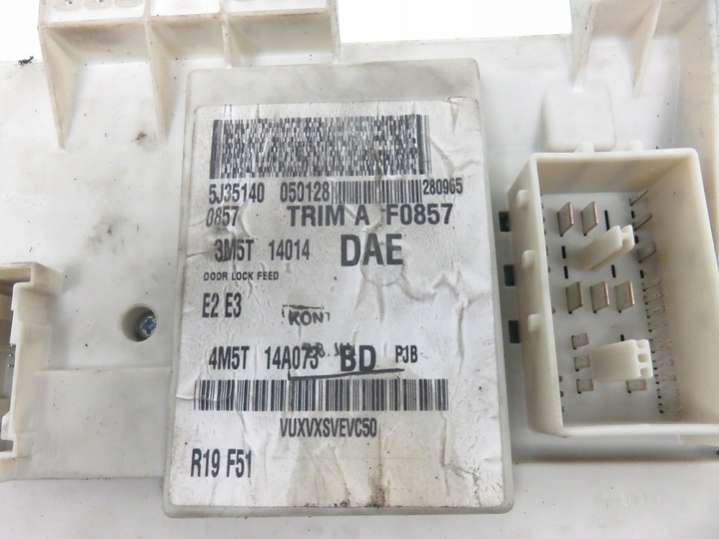 5J35140 050128 280965
0857 TRIM A F0857
3M5T 14014 DAE
DOOR LOCK FEED
E2 E3
KONT
4M5T 14A073 BD PJB
VUXVXSVEVC50
R19 F51